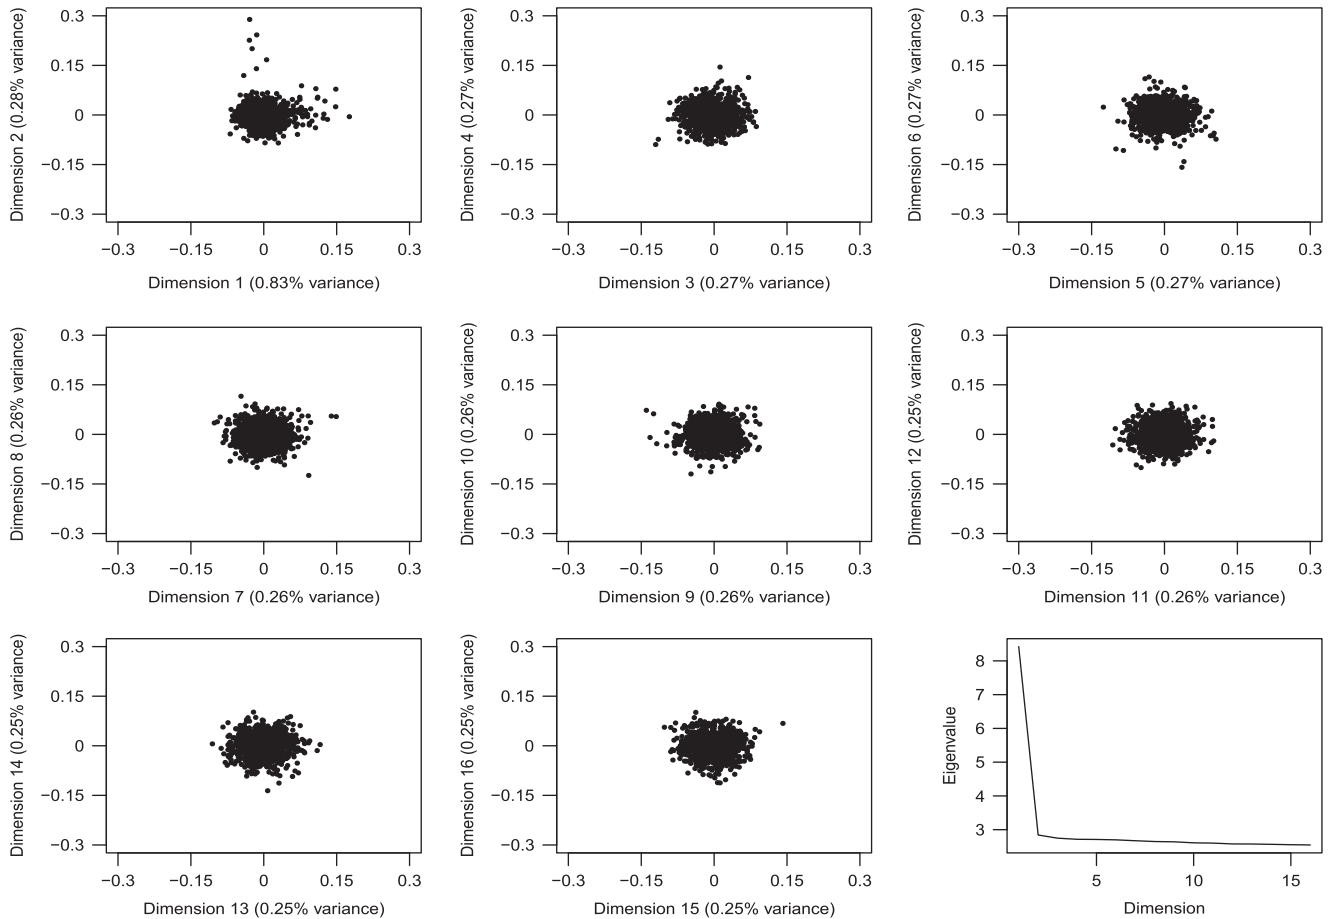 Dimension 2 (0.28% variance)
0.3
0.15
0
−0.15
−0.3
−0.3 −0.15 0 0.15 0.3
Dimension 1 (0.83% variance)
Dimension 4 (0.27% variance)
0.3
0.15
0
−0.15
−0.3
−0.3 −0.15 0 0.15 0.3
Dimension 3 (0.27% variance)
Dimension 6 (0.27% variance)
0.3
0.15
0
−0.15
−0.3
−0.3 −0.15 0 0.15 0.3
Dimension 5 (0.27% variance)
Dimension 8 (0.26% variance)
0.3
0.15
0
−0.15
−0.3
−0.3 −0.15 0 0.15 0.3
Dimension 7 (0.26% variance)
Dimension 10 (0.26% variance)
0.3
0.15
0
−0.15
−0.3
−0.3 −0.15 0 0.15 0.3
Dimension 9 (0.26% variance)
Dimension 12 (0.25% variance)
0.3
0.15
0
−0.15
−0.3
−0.3 −0.15 0 0.15 0.3
Dimension 11 (0.26% variance)
Dimension 14 (0.25% variance)
0.3
0.15
0
−0.15
−0.3
−0.3 −0.15 0 0.15 0.3
Dimension 13 (0.25% variance)
Dimension 16 (0.25% variance)
0.3
0.15
0
−0.15
−0.3
−0.3 −0.15 0 0.15 0.3
Dimension 15 (0.25% variance)
Eigenvalue
8
7
6
5
4
3
5 10 15
Dimension